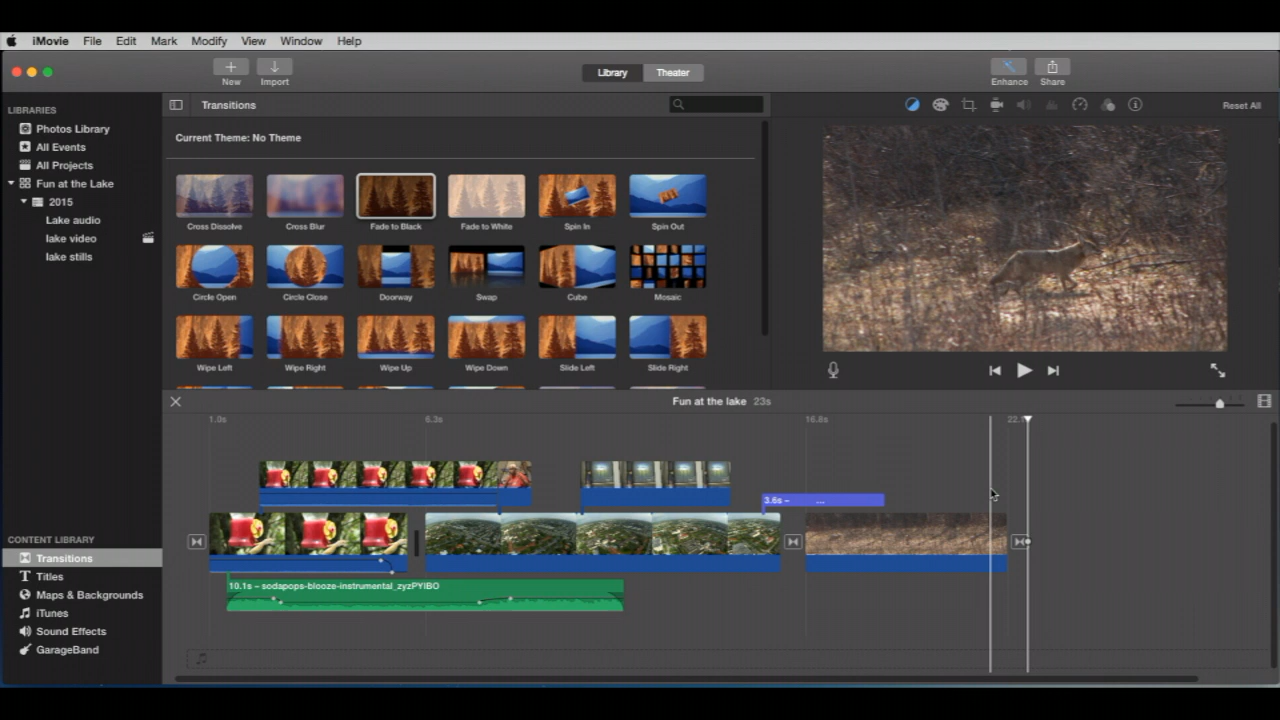 iMovie File Edit Mark Modify View Window Help
New Import Library Theater Enhance Share
LIBRARIES
Photos Library
All Events
All Projects
Fun at the Lake
2015
Lake audio
lake video
lake stills
CONTENT LIBRARY
Transitions
Titles
Maps & Backgrounds
iTunes
Sound Effects
GarageBand
Transitions
Current Theme: No Theme
Cross Dissolve Cross Blur Fade to Black Fade to White Spin In Spin Out
Circle Open Circle Close Doorway Swap Cube Mosaic
Wipe Left Wipe Right Wipe Up Wipe Down Slide Left Slide Right
Reset All
Fun at the lake 23s
1.0s 6.3s 16.8s
3.6s – ...
10.1s – sodapops-blooze-instrumental_zyzPYIBO